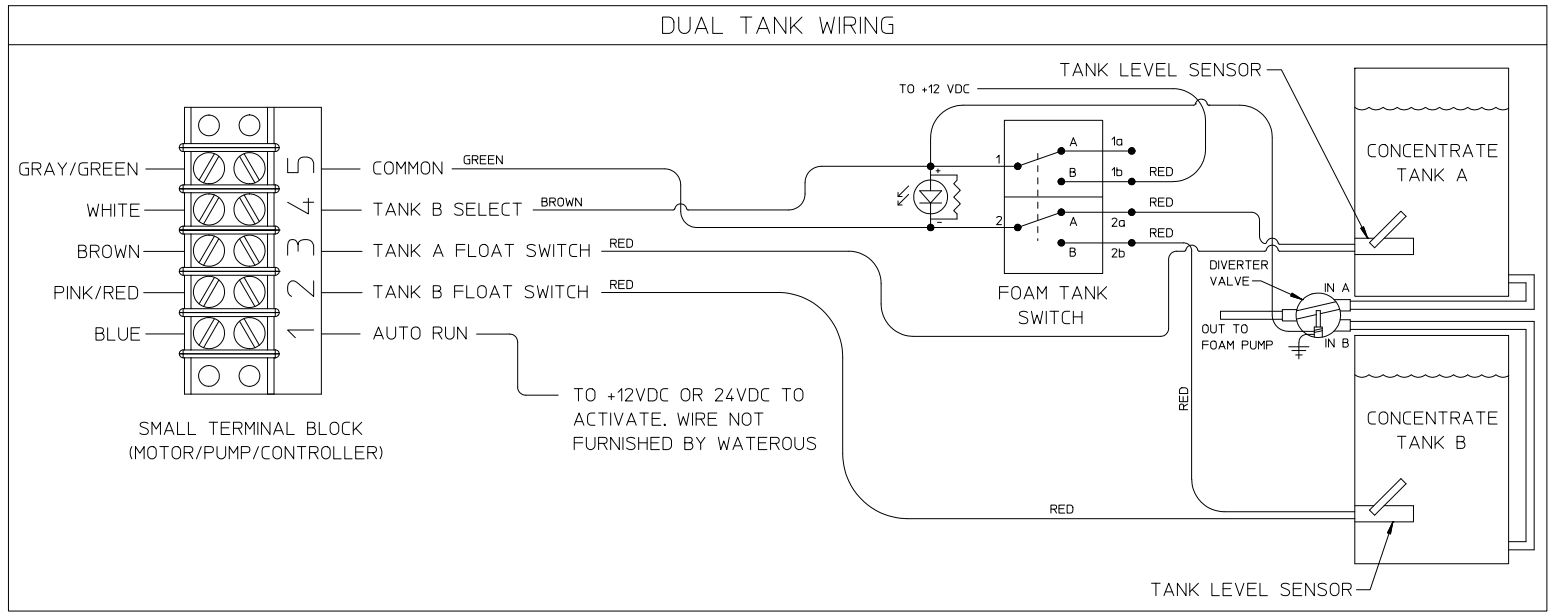 DUAL TANK WIRING
TANK LEVEL SENSOR
TO +12 VDC
GRAY/GREEN
5
COMMON
GREEN
WHITE
4
TANK B SELECT
BROWN
BROWN
3
TANK A FLOAT SWITCH
RED
PINK/RED
2
TANK B FLOAT SWITCH
RED
BLUE
1
AUTO RUN
TO +12VDC OR 24VDC TO
ACTIVATE. WIRE NOT
FURNISHED BY WATEROUS
SMALL TERMINAL BLOCK
(MOTOR/PUMP/CONTROLLER)
+
-
1
A
1a
B
1b
RED
2
A
2a
RED
B
2b
RED
FOAM TANK
SWITCH
CONCENTRATE
TANK A
DIVERTER
VALVE
IN A
OUT TO
FOAM PUMP
IN B
RED
CONCENTRATE
TANK B
RED
TANK LEVEL SENSOR